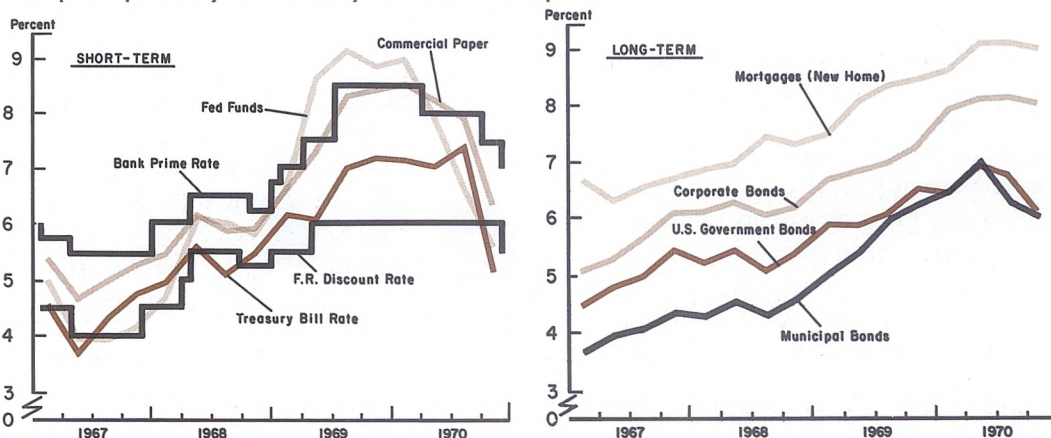 Percent
SHORT-TERM
9
8
7
6
5
4
3
0
Commercial Paper
Fed Funds
Bank Prime Rate
F.R. Discount Rate
Treasury Bill Rate
1967 1968 1969 1970
Percent
LONG-TERM
9
8
7
6
5
4
3
0
Mortgages (New Home)
Corporate Bonds
U.S. Government Bonds
Municipal Bonds
1967 1968 1969 1970